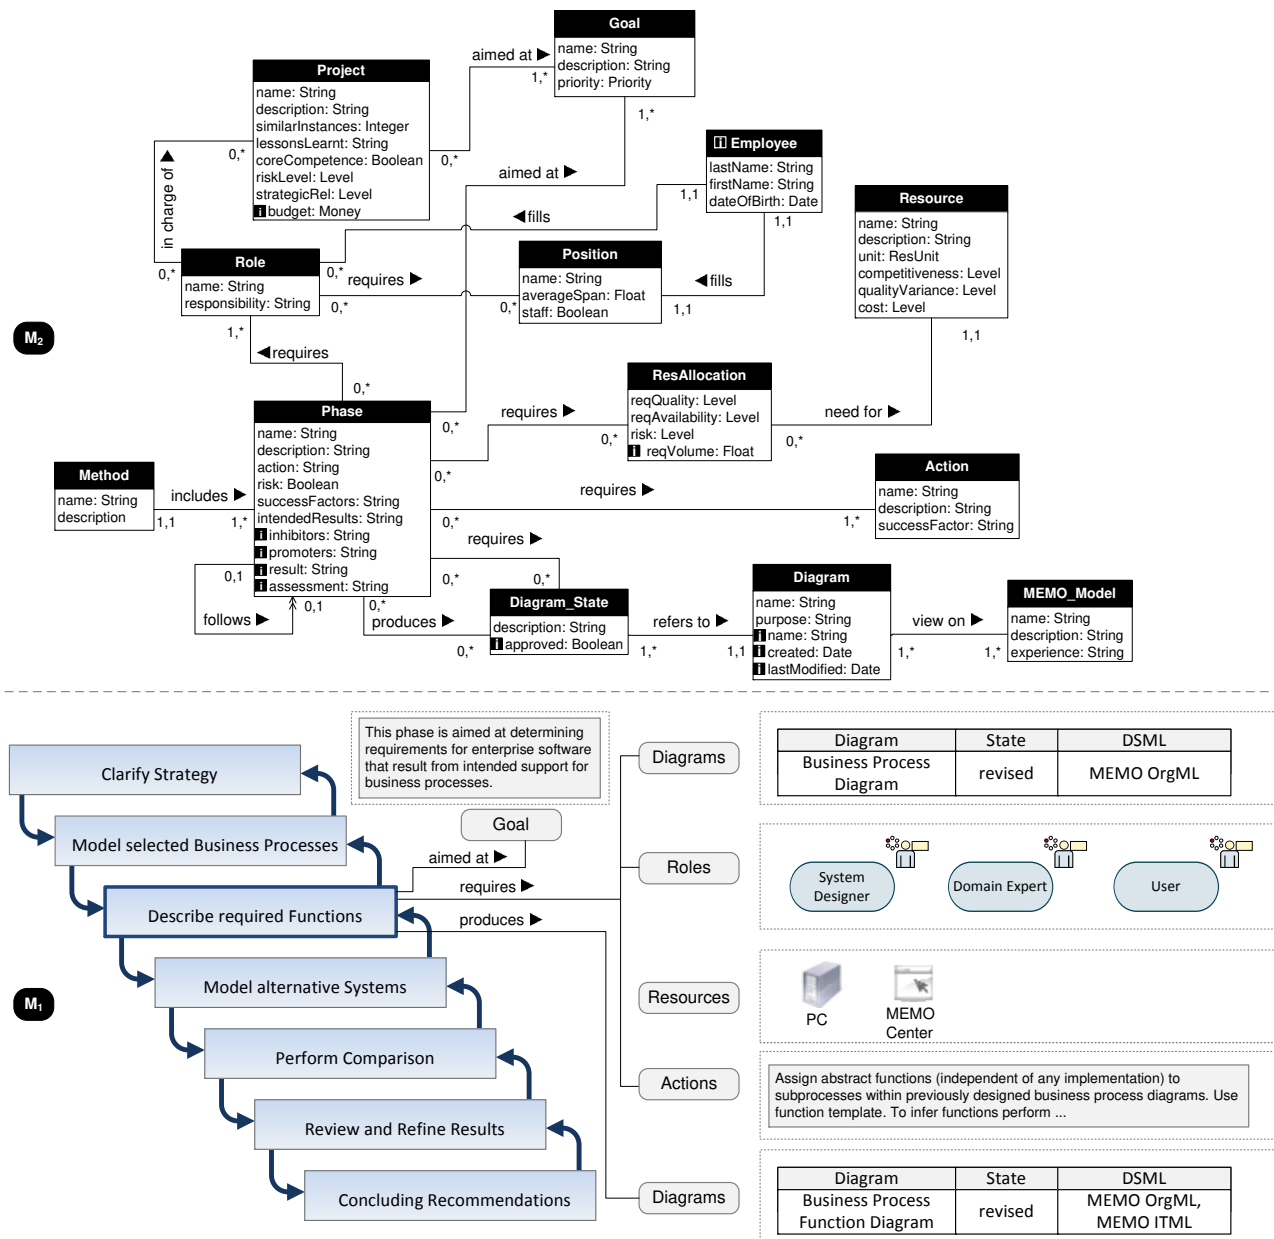 Goal
name: String
description: String
priority: Priority
aimed at ▶
1,*
1,*
Project
name: String
description: String
similarInstances: Integer
lessonsLearnt: String
coreCompetence: Boolean
riskLevel: Level
strategicRel: Level
i budget: Money
0,*
0,*
in charge of ▶
0,*
aimed at ▶
i Employee
lastName: String
firstName: String
dateOfBirth: Date
1,1
1,1
◀fills
Resource
name: String
description: String
unit: ResUnit
competitiveness: Level
qualityVariance: Level
cost: Level
1,1
Role
name: String
responsibility: String
0,*
requires ▶
0,*
1,*
Position
name: String
averageSpan: Float
staff: Boolean
0,*
1,1
◀fills
M2
◀requires
0,*
Phase
name: String
description: String
action: String
risk: Boolean
successFactors: String
intendedResults: String
i inhibitors: String
i promoters: String
i result: String
i assessment: String
0,*
requires ▶
0,*
0,*
ResAllocation
reqQuality: Level
reqAvailability: Level
risk: Level
i reqVolume: Float
need for ▶
0,*
Method
name: String
description
includes ▶
1,1
1,*
requires ▶
0,*
1,*
Action
name: String
description: String
successFactor: String
requires ▶
0,*
0,*
0,1
0,1
follows ▶
0,*
produces ▶
0,*
Diagram_State
description: String
i approved: Boolean
refers to ▶
1,*
1,1
Diagram
name: String
purpose: String
i name: String
i created: Date
i lastModified: Date
view on ▶
1,*
1,*
MEMO_Model
name: String
description: String
experience: String
M1
Clarify Strategy
Model selected Business Processes
Describe required Functions
Model alternative Systems
Perform Comparison
Review and Refine Results
Concluding Recommendations
This phase is aimed at determining
requirements for enterprise software
that result from intended support for
business processes.
Goal
aimed at ▶
requires ▶
produces ▶
Diagrams
Diagram State DSML
Business Process
Diagram
revised
MEMO OrgML
Roles
System
Designer
Domain Expert
User
Resources
PC
MEMO
Center
Actions
Assign abstract functions (independent of any implementation) to
subprocesses within previously designed business process diagrams. Use
function template. To infer functions perform ...
Diagrams
Diagram State DSML
Business Process
Function Diagram
revised
MEMO OrgML,
MEMO ITML